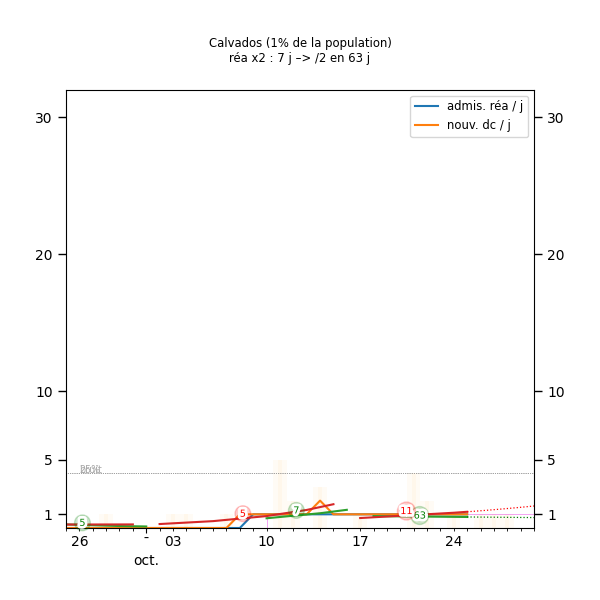 Calvados (1% de la population)
réa x2 : 7 j –> /2 en 63 j
admis. réa / j
nouv. dc / j
30 30
20 20
10 10
5 5
1 1
5 5 7 11 63
26 - 03 10 17 24
oct.